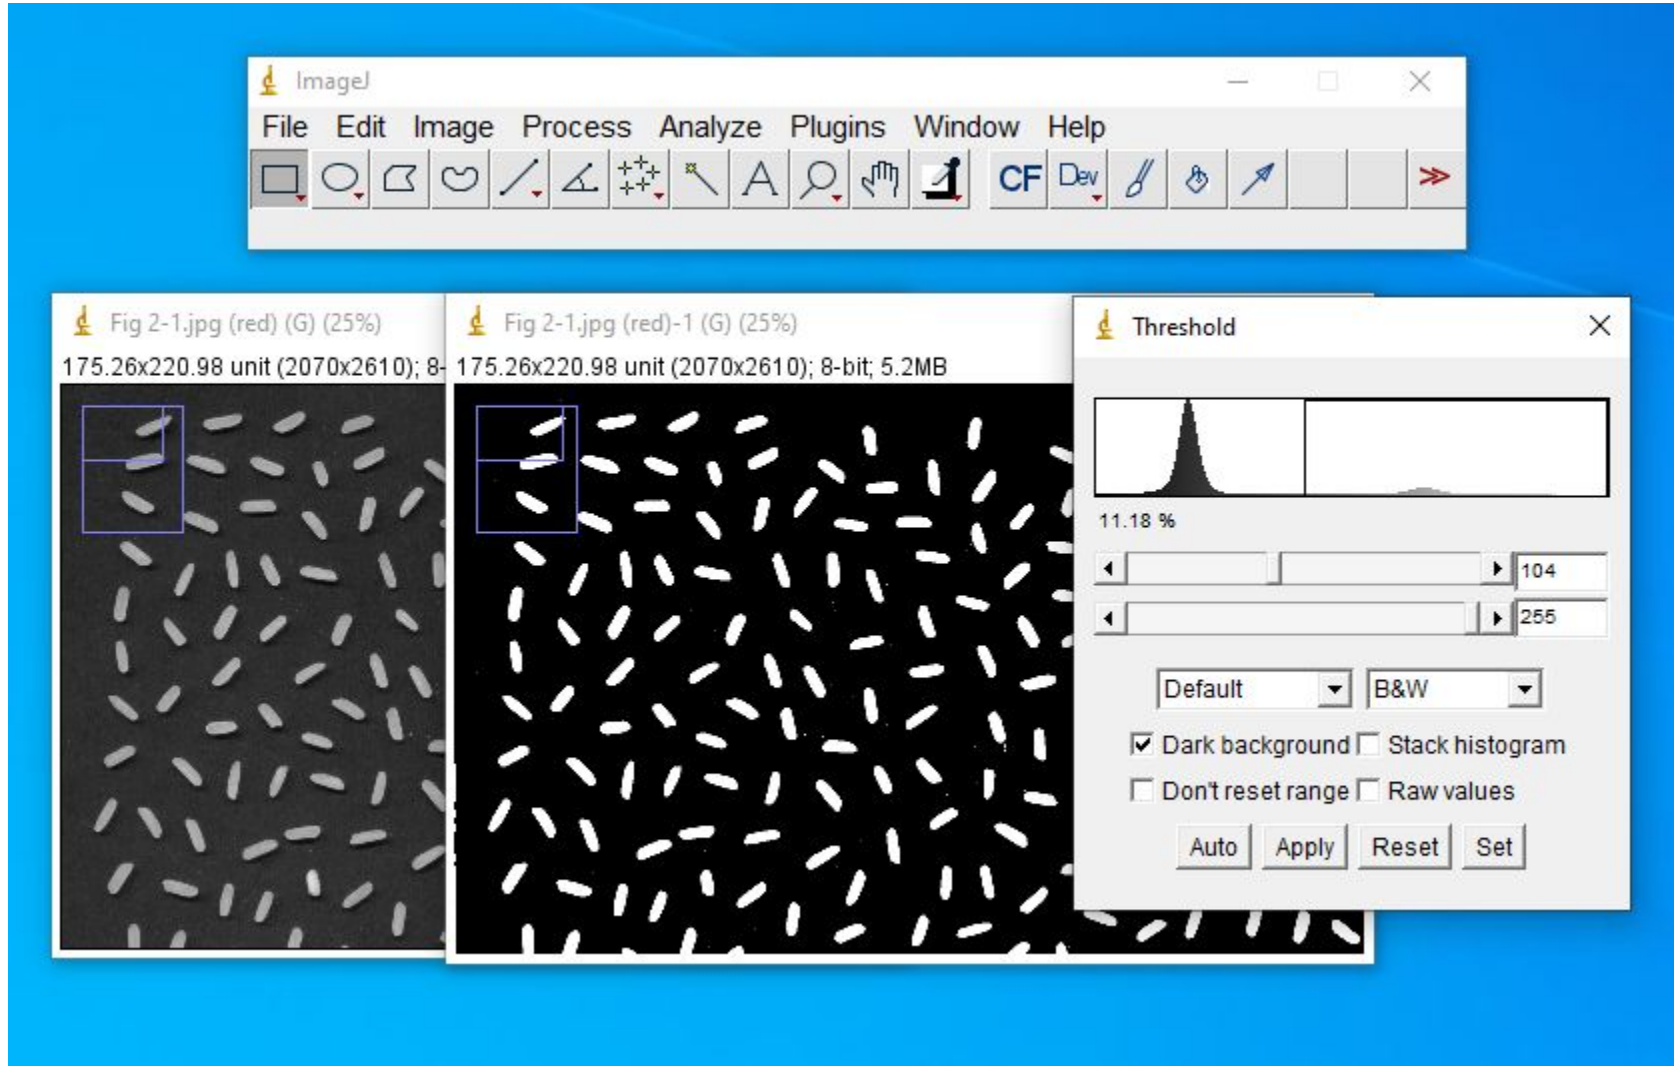 ImageJ
File Edit Image Process Analyze Plugins Window Help
A CF Dev >>
Fig 2-1.jpg (red) (G) (25%)
175.26x220.98 unit (2070x2610); 8-
Fig 2-1.jpg (red)-1 (G) (25%)
175.26x220.98 unit (2070x2610); 8-bit; 5.2MB
Threshold
11.18 %
104
255
Default B&W
Dark background Stack histogram
Don't reset range Raw values
Auto Apply Reset Set